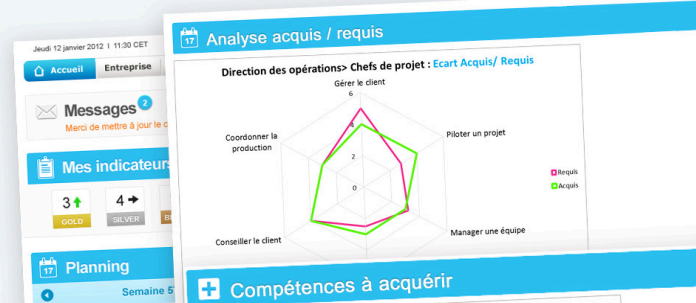 Jeudi 12 janvier 2012 | 11:30 CET
Accueil
Entreprise
Messages 2
Merci de mettre à jour le
Mes indicateurs
3
4
GOLD
SILVER
17
Planning
Semaine
17
Analyse acquis / requis
Direction des opérations> Chefs de projet : Ecart Acquis/ Requis
Gérer le client
6
4
2
0
Coordonner la
production
Piloter un projet
Manager une équipe
Conseiller le client
Requis
Acquis
Compétences à acquérir